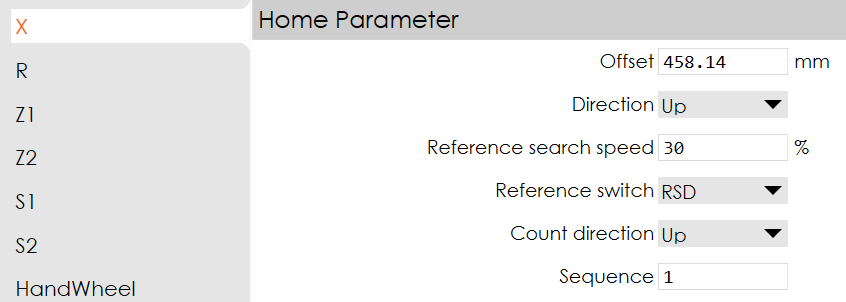 X
R
Z1
Z2
S1
S2
HandWheel
Home Parameter
Offset 458.14 mm
Direction Up
Reference search speed 30 %
Reference switch RSD
Count direction Up
Sequence 1